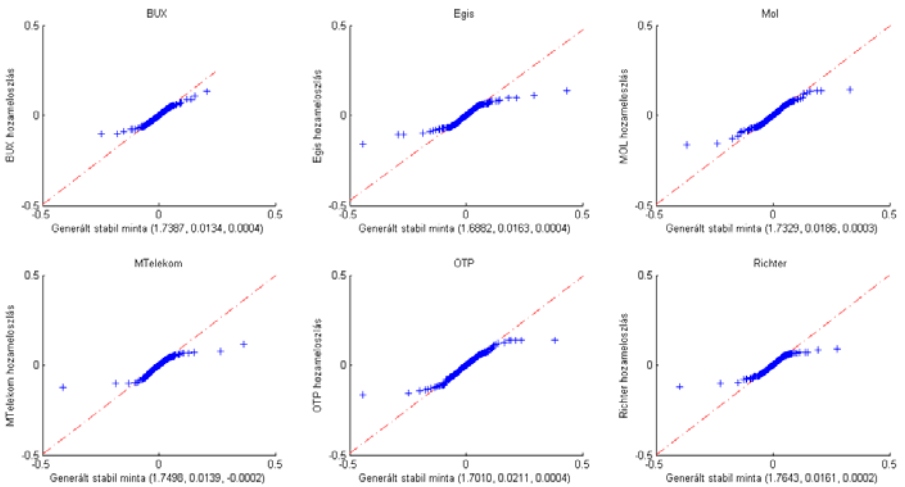 BUX
Egis
Mol
0.5
0
-0.5
BUX hozameloszlás
-0.5
0
0.5
Generált stabil minta (1.7387, 0.0134, 0.0004)
0.5
0
-0.5
Egis hozameloszlás
-0.5
0
0.5
Generált stabil minta (1.6882, 0.0163, 0.0004)
0.5
0
-0.5
MOL hozameloszlás
-0.5
0
0.5
Generált stabil minta (1.7329, 0.0186, 0.0003)
MTelekom
OTP
Richter
0.5
0
-0.5
MTelekom hozameloszlás
-0.5
0
0.5
Generált stabil minta (1.7498, 0.0139, -0.0002)
0.5
0
-0.5
OTP hozameloszlás
-0.5
0
0.5
Generált stabil minta (1.7010, 0.0211, 0.0004)
0.5
0
-0.5
Richter hozameloszlás
-0.5
0
0.5
Generált stabil minta (1.7643, 0.0161, 0.0002)